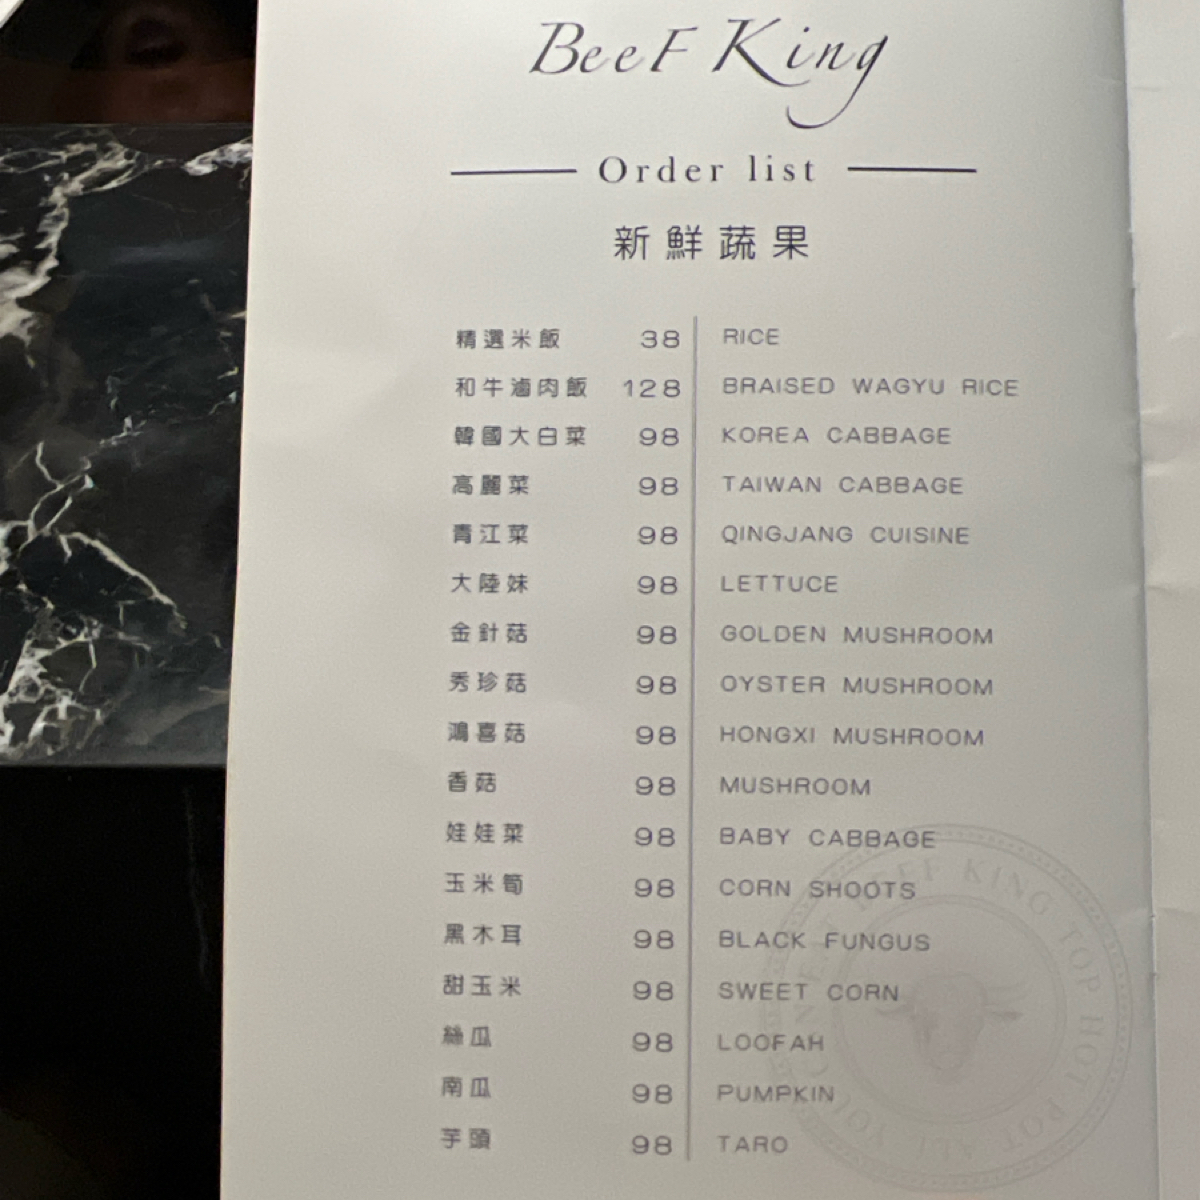 Beef King
Order list
新鮮蔬果
精選米飯 38 RICE
和牛滷肉飯 128 BRAISED WAGYU RICE
韓國大白菜 98 KOREA CABBAGE
高麗菜 98 TAIWAN CABBAGE
青江菜 98 QINGJANG CUISINE
大陸妹 98 LETTUCE
金針菇 98 GOLDEN MUSHROOM
秀珍菇 98 OYSTER MUSHROOM
鴻喜菇 98 HONGXI MUSHROOM
香菇 98 MUSHROOM
娃娃菜 98 BABY CABBAGE
玉米筍 98 CORN SHOOTS
黑木耳 98 BLACK FUNGUS
甜玉米 98 SWEET CORN
絲瓜 98 LOOFAH
南瓜 98 PUMPKIN
芋頭 98 TARO
BEEF KING TOP HOT POT